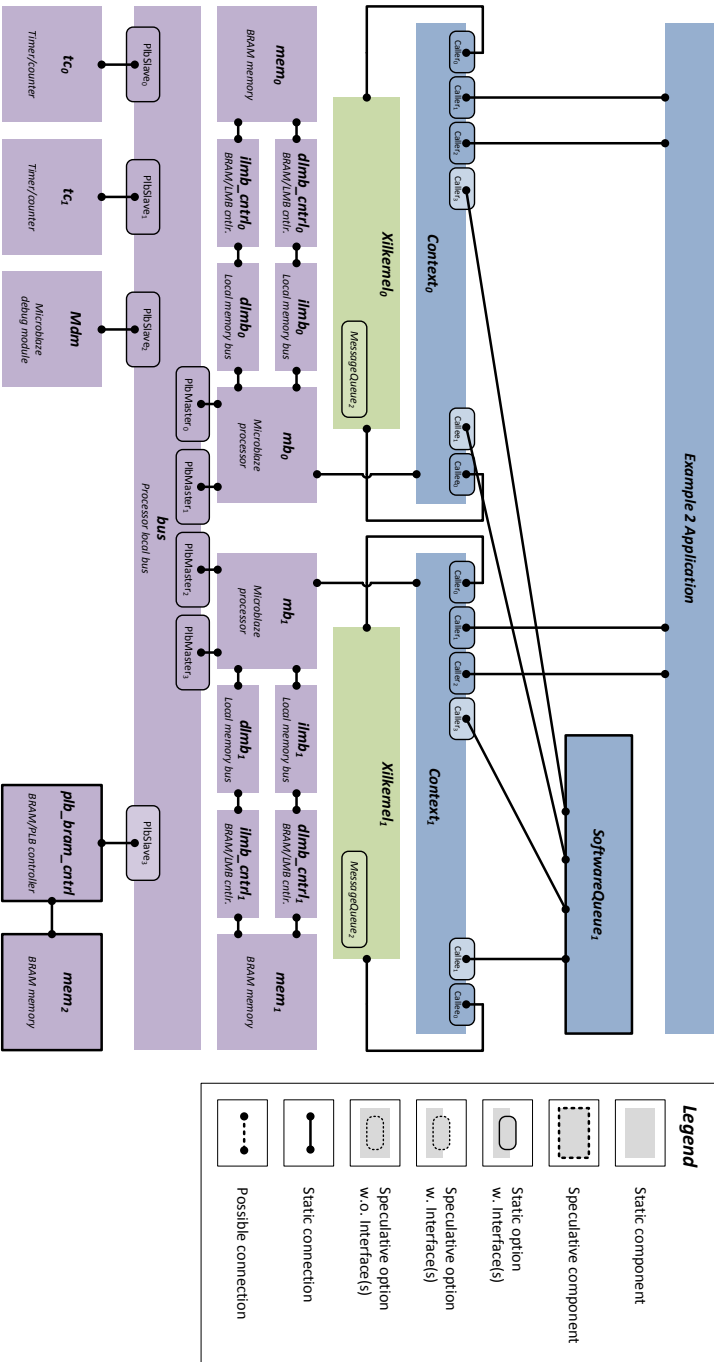 Example 2 Application
SoftwareQueue1
Caller0
Caller1
Caller2
Caller3
Callee1
Callee0
Context0
Caller0
Caller1
Caller2
Caller3
Callee1
Callee0
Context1
Xilkernel0
MessageQueue2
Xilkernel1
MessageQueue2
mem0
BRAM memory
dlmb_cntrl0
BRAM/LMB cntlr.
ilmb0
Local memory bus
ilmb_cntrl0
BRAM/LMB cntlr.
dlmb0
Local memory bus
mb0
Microblaze
processor
mb1
Microblaze
processor
ilmb1
Local memory bus
dlmb_cntrl1
BRAM/LMB cntlr.
dlmb1
Local memory bus
ilmb_cntrl1
BRAM/LMB cntlr.
mem1
BRAM memory
PlbMaster0
PlbMaster1
PlbMaster2
PlbMaster3
bus
Processor local bus
PlbSlave0
PlbSlave1
PlbSlave2
PlbSlave3
tc0
Timer/counter
tc1
Timer/counter
Mdm
Microblaze
debug module
plb_bram_cntrl
BRAM/PLB controller
mem2
BRAM memory
Legend
Static component
Speculative component
Static option
w. Interface(s)
Speculative option
w. Interface(s)
Speculative option
w.o. Interface(s)
Static connection
Possible connection